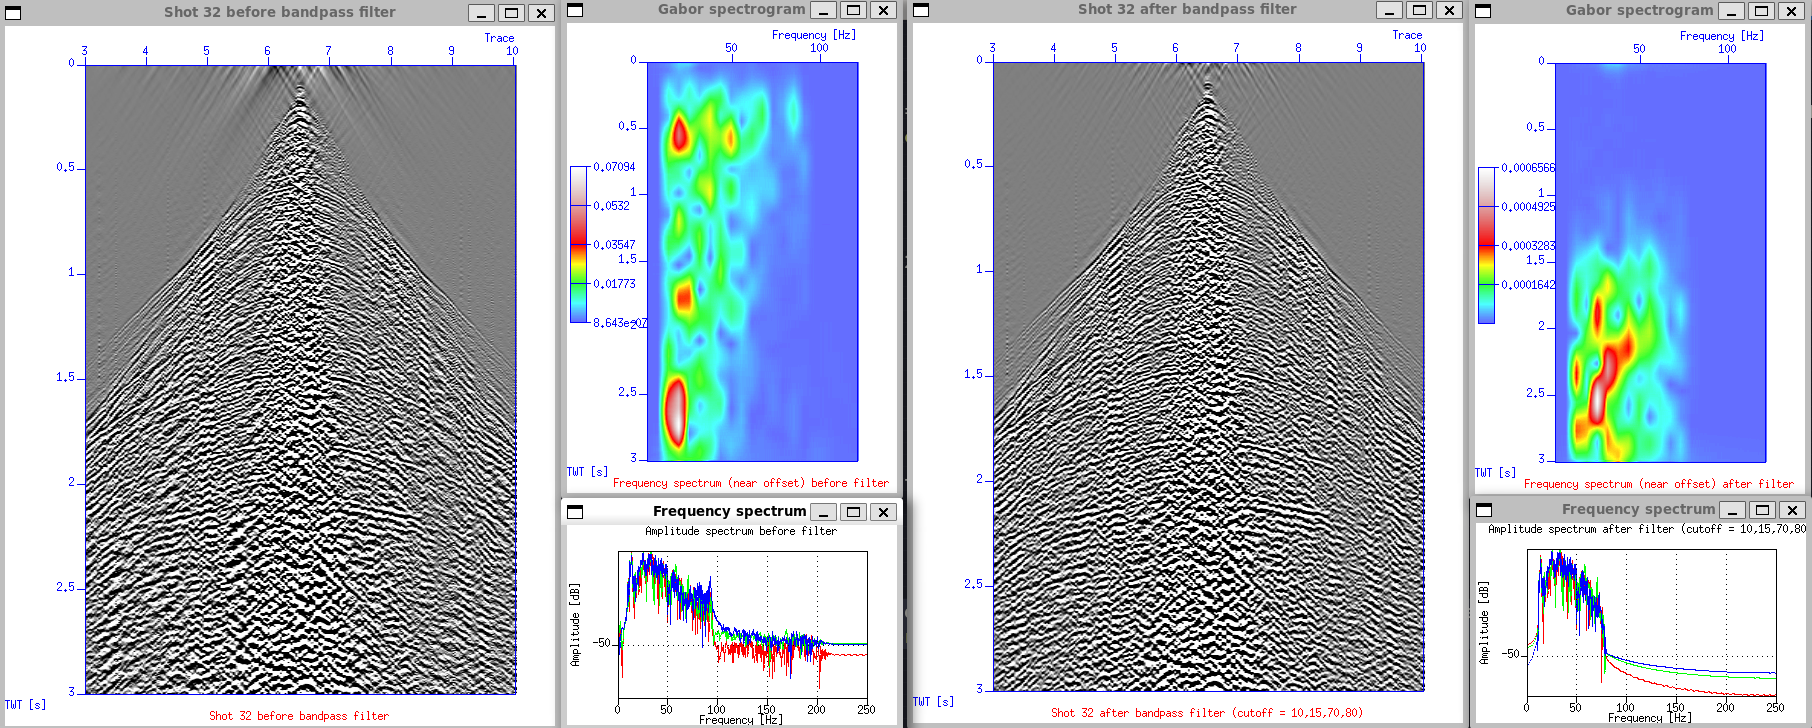 Shot 32 before bandpass filter
Trace
3 4 5 6 7 8 9 10
0
0.5
1
1.5
2
2.5
3
TWT [s]
Shot 32 before bandpass filter
Gabor spectrogram
Frequency [Hz]
50 100
0
0.5
1
1.5
2
2.5
3
0.07094
0.0532
0.03547
0.01773
8.643e-07
TWT [s]
Frequency spectrum (near offset) before filter
Frequency spectrum
Amplitude spectrum before filter
Amplitude [dB]
-50
0 50 100 150 200 250
Frequency [Hz]
Shot 32 after bandpass filter
Trace
3 4 5 6 7 8 9 10
0
0.5
1
1.5
2
2.5
3
TWT [s]
Shot 32 after bandpass filter (cutoff = 10,15,70,80)
Gabor spectrogram
Frequency [Hz]
50 100
0
0.5
1
1.5
2
2.5
3
0.0006566
0.0004925
0.0003283
0.0001642
TWT [s]
Frequency spectrum (near offset) after filter
Frequency spectrum
Amplitude spectrum after filter (cutoff = 10,15,70,80
Amplitude [dB]
-50
0 50 100 150 200 250
Frequency [Hz]